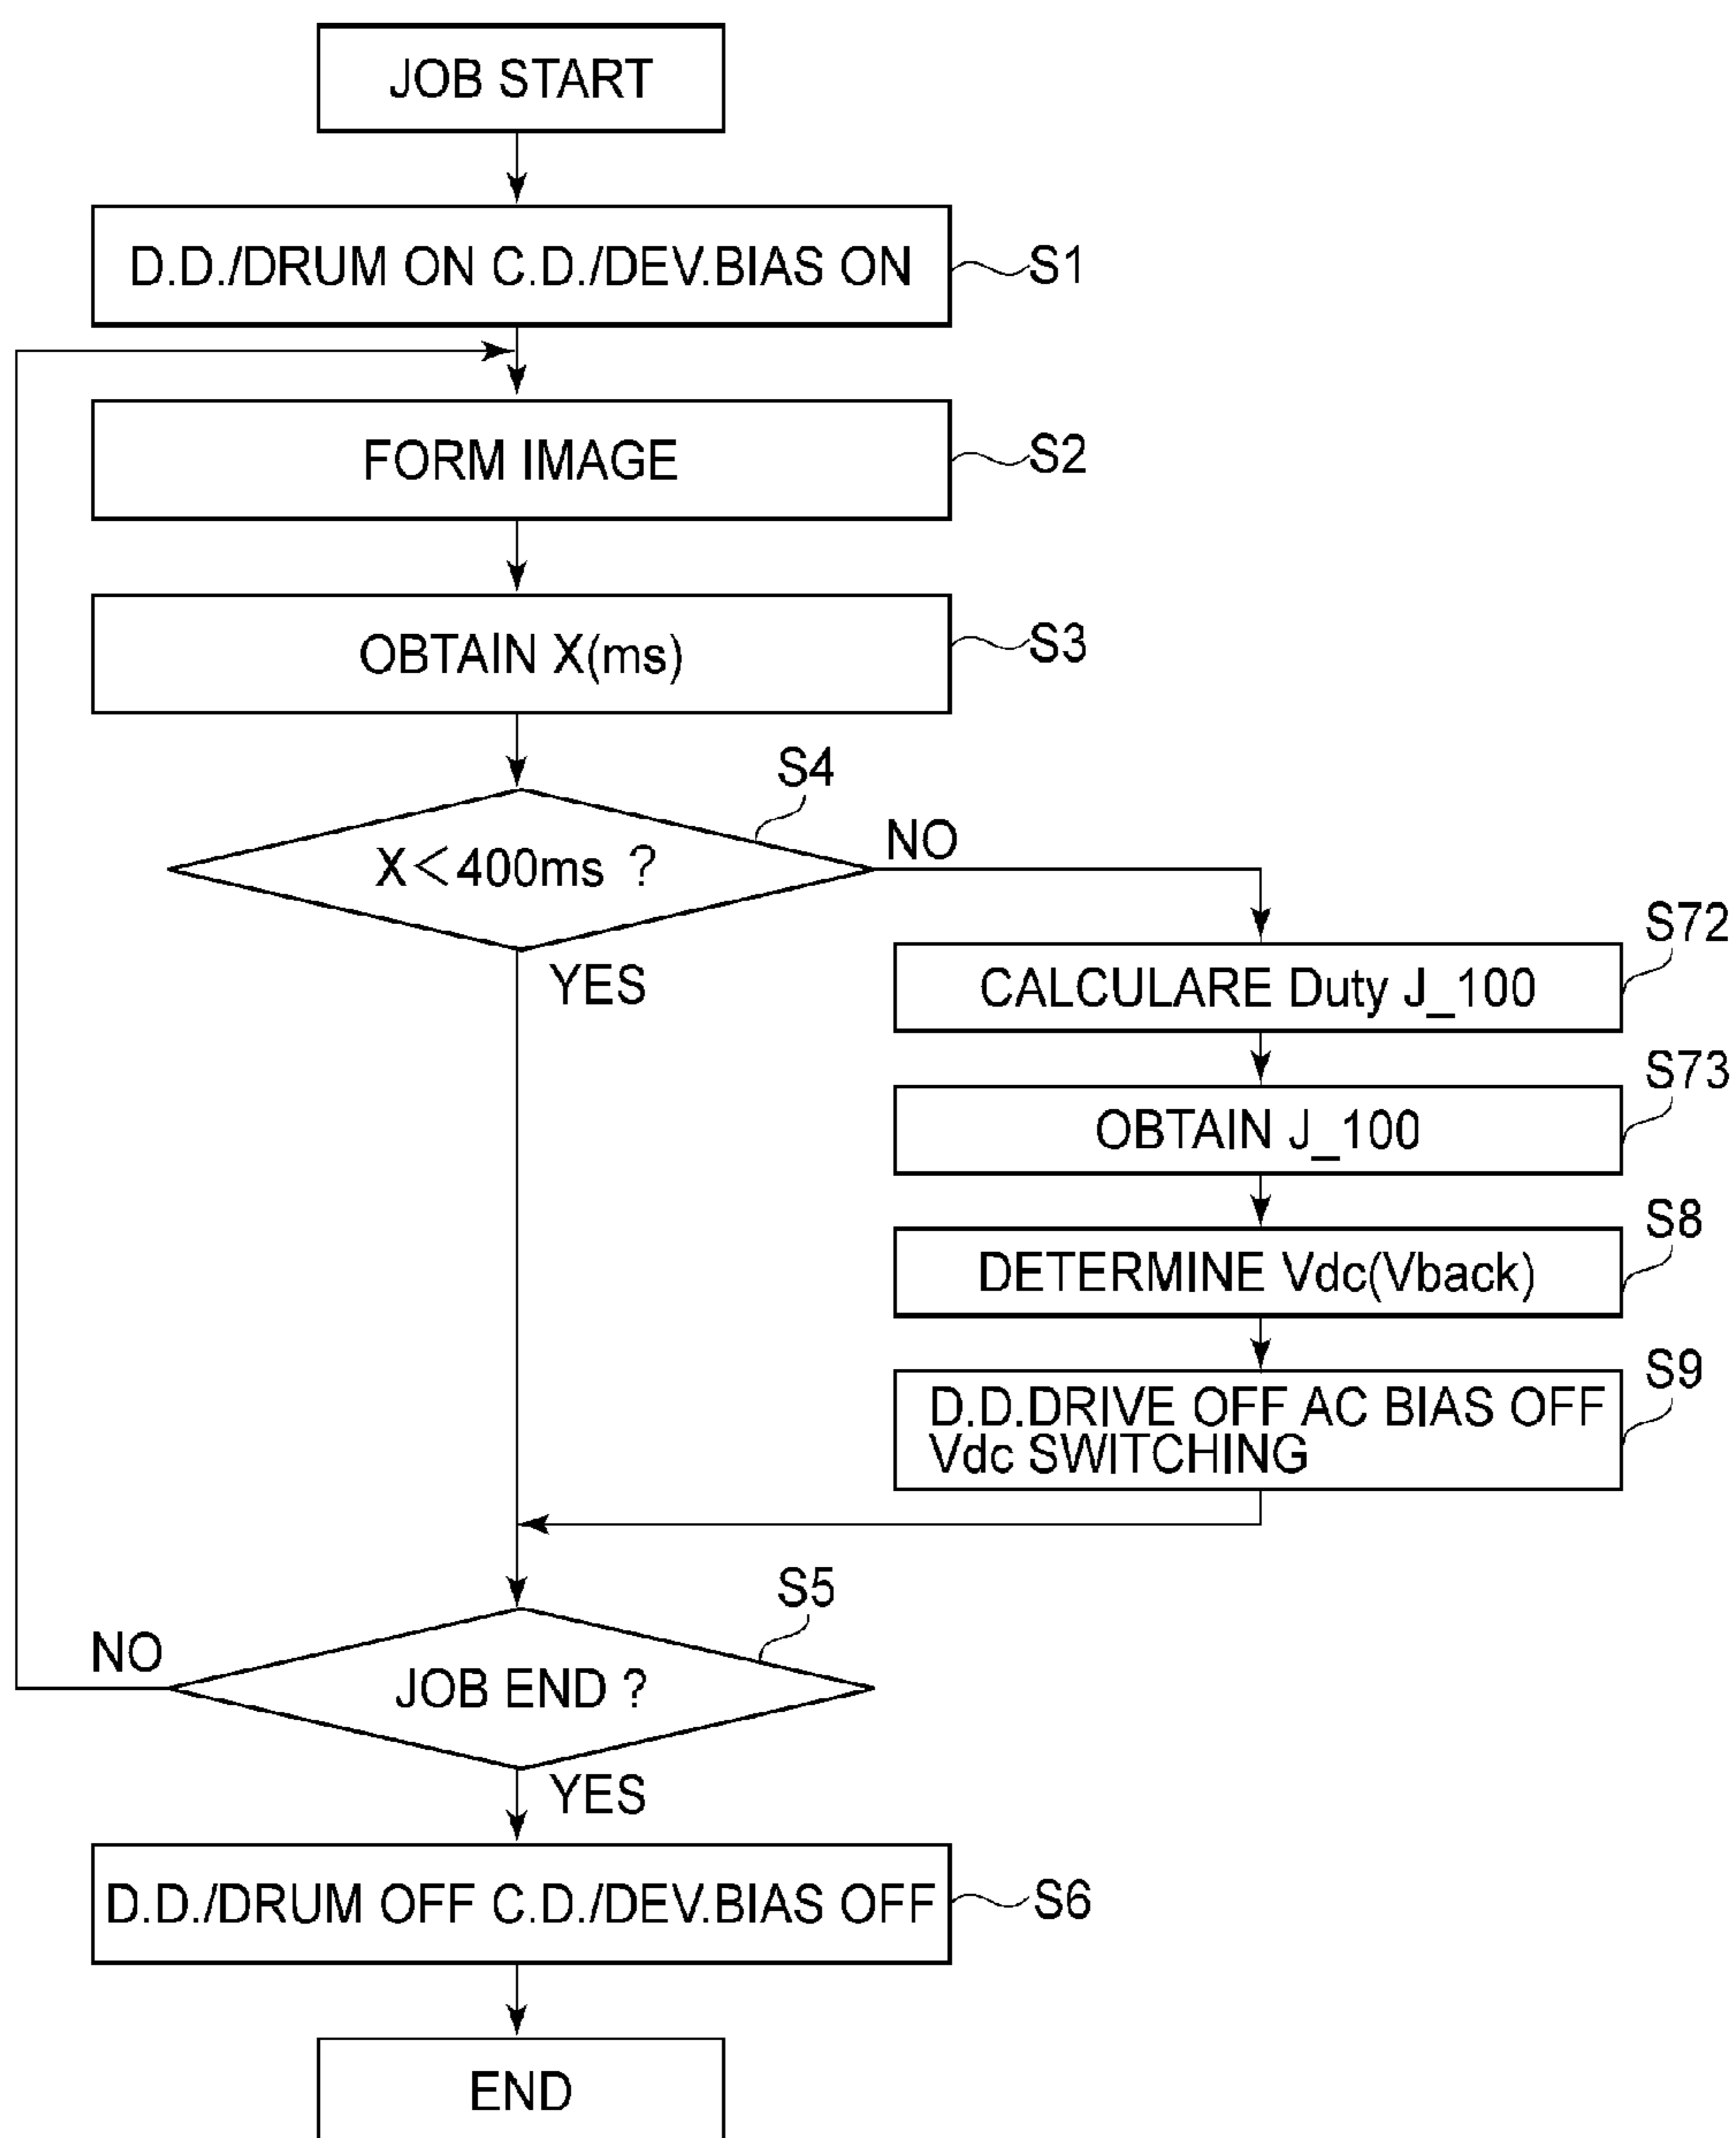 JOB START
D.D./DRUM ON C.D./DEV.BIAS ON
S1
FORM IMAGE
S2
OBTAIN X(ms)
S3
S4
X<400ms ?
NO
YES
S72
CALCULARE Duty J_100
S73
OBTAIN J_100
S8
DETERMINE Vdc(Vback)
S9
D.D.DRIVE OFF AC BIAS OFF
Vdc SWITCHING
S5
NO
JOB END ?
YES
D.D./DRUM OFF C.D./DEV.BIAS OFF
S6
END